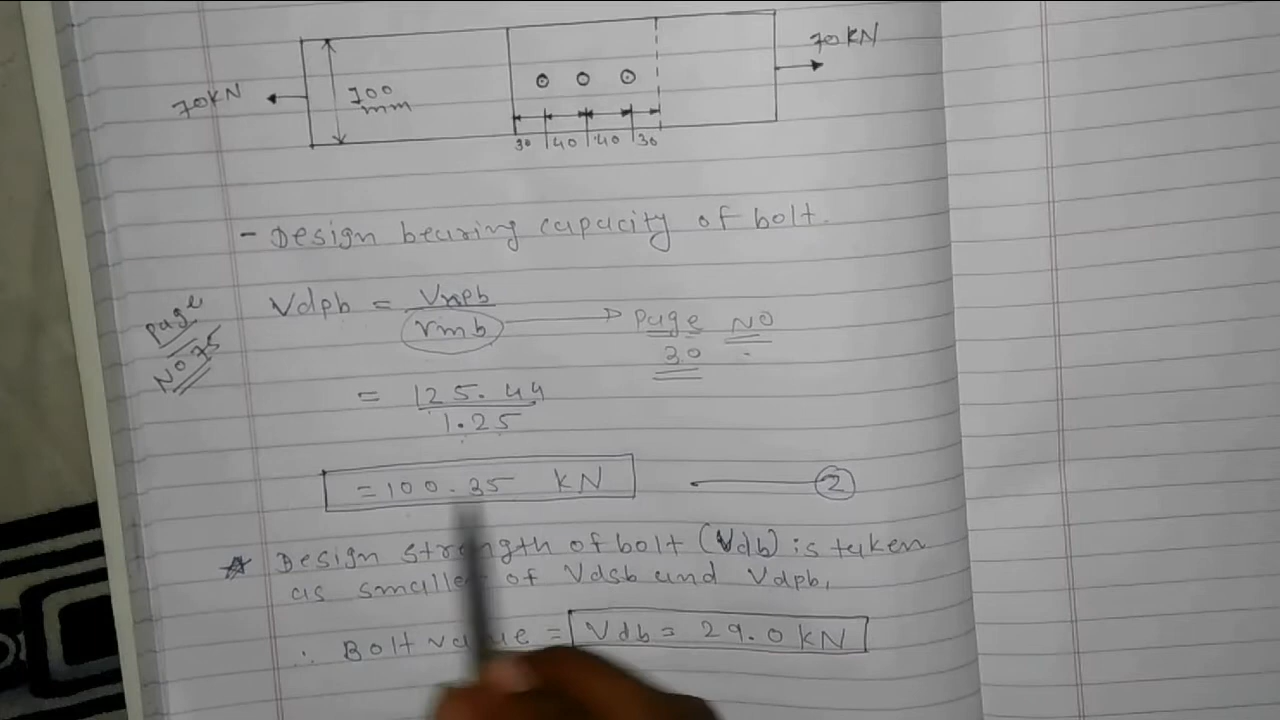 70KN
70KN
100 mm
30 40 40 30
- Design bearing capacity of bolt.
Page No 75
Vdpb = Vnpb / rmb → Page No 30
= 125.44 / 1.25
= 100.35 KN ②
Design strength of bolt (Vdb) is taken
as smaller of Vdsb and Vdpb,
∴ Bolt value = Vdb = 29.0 KN